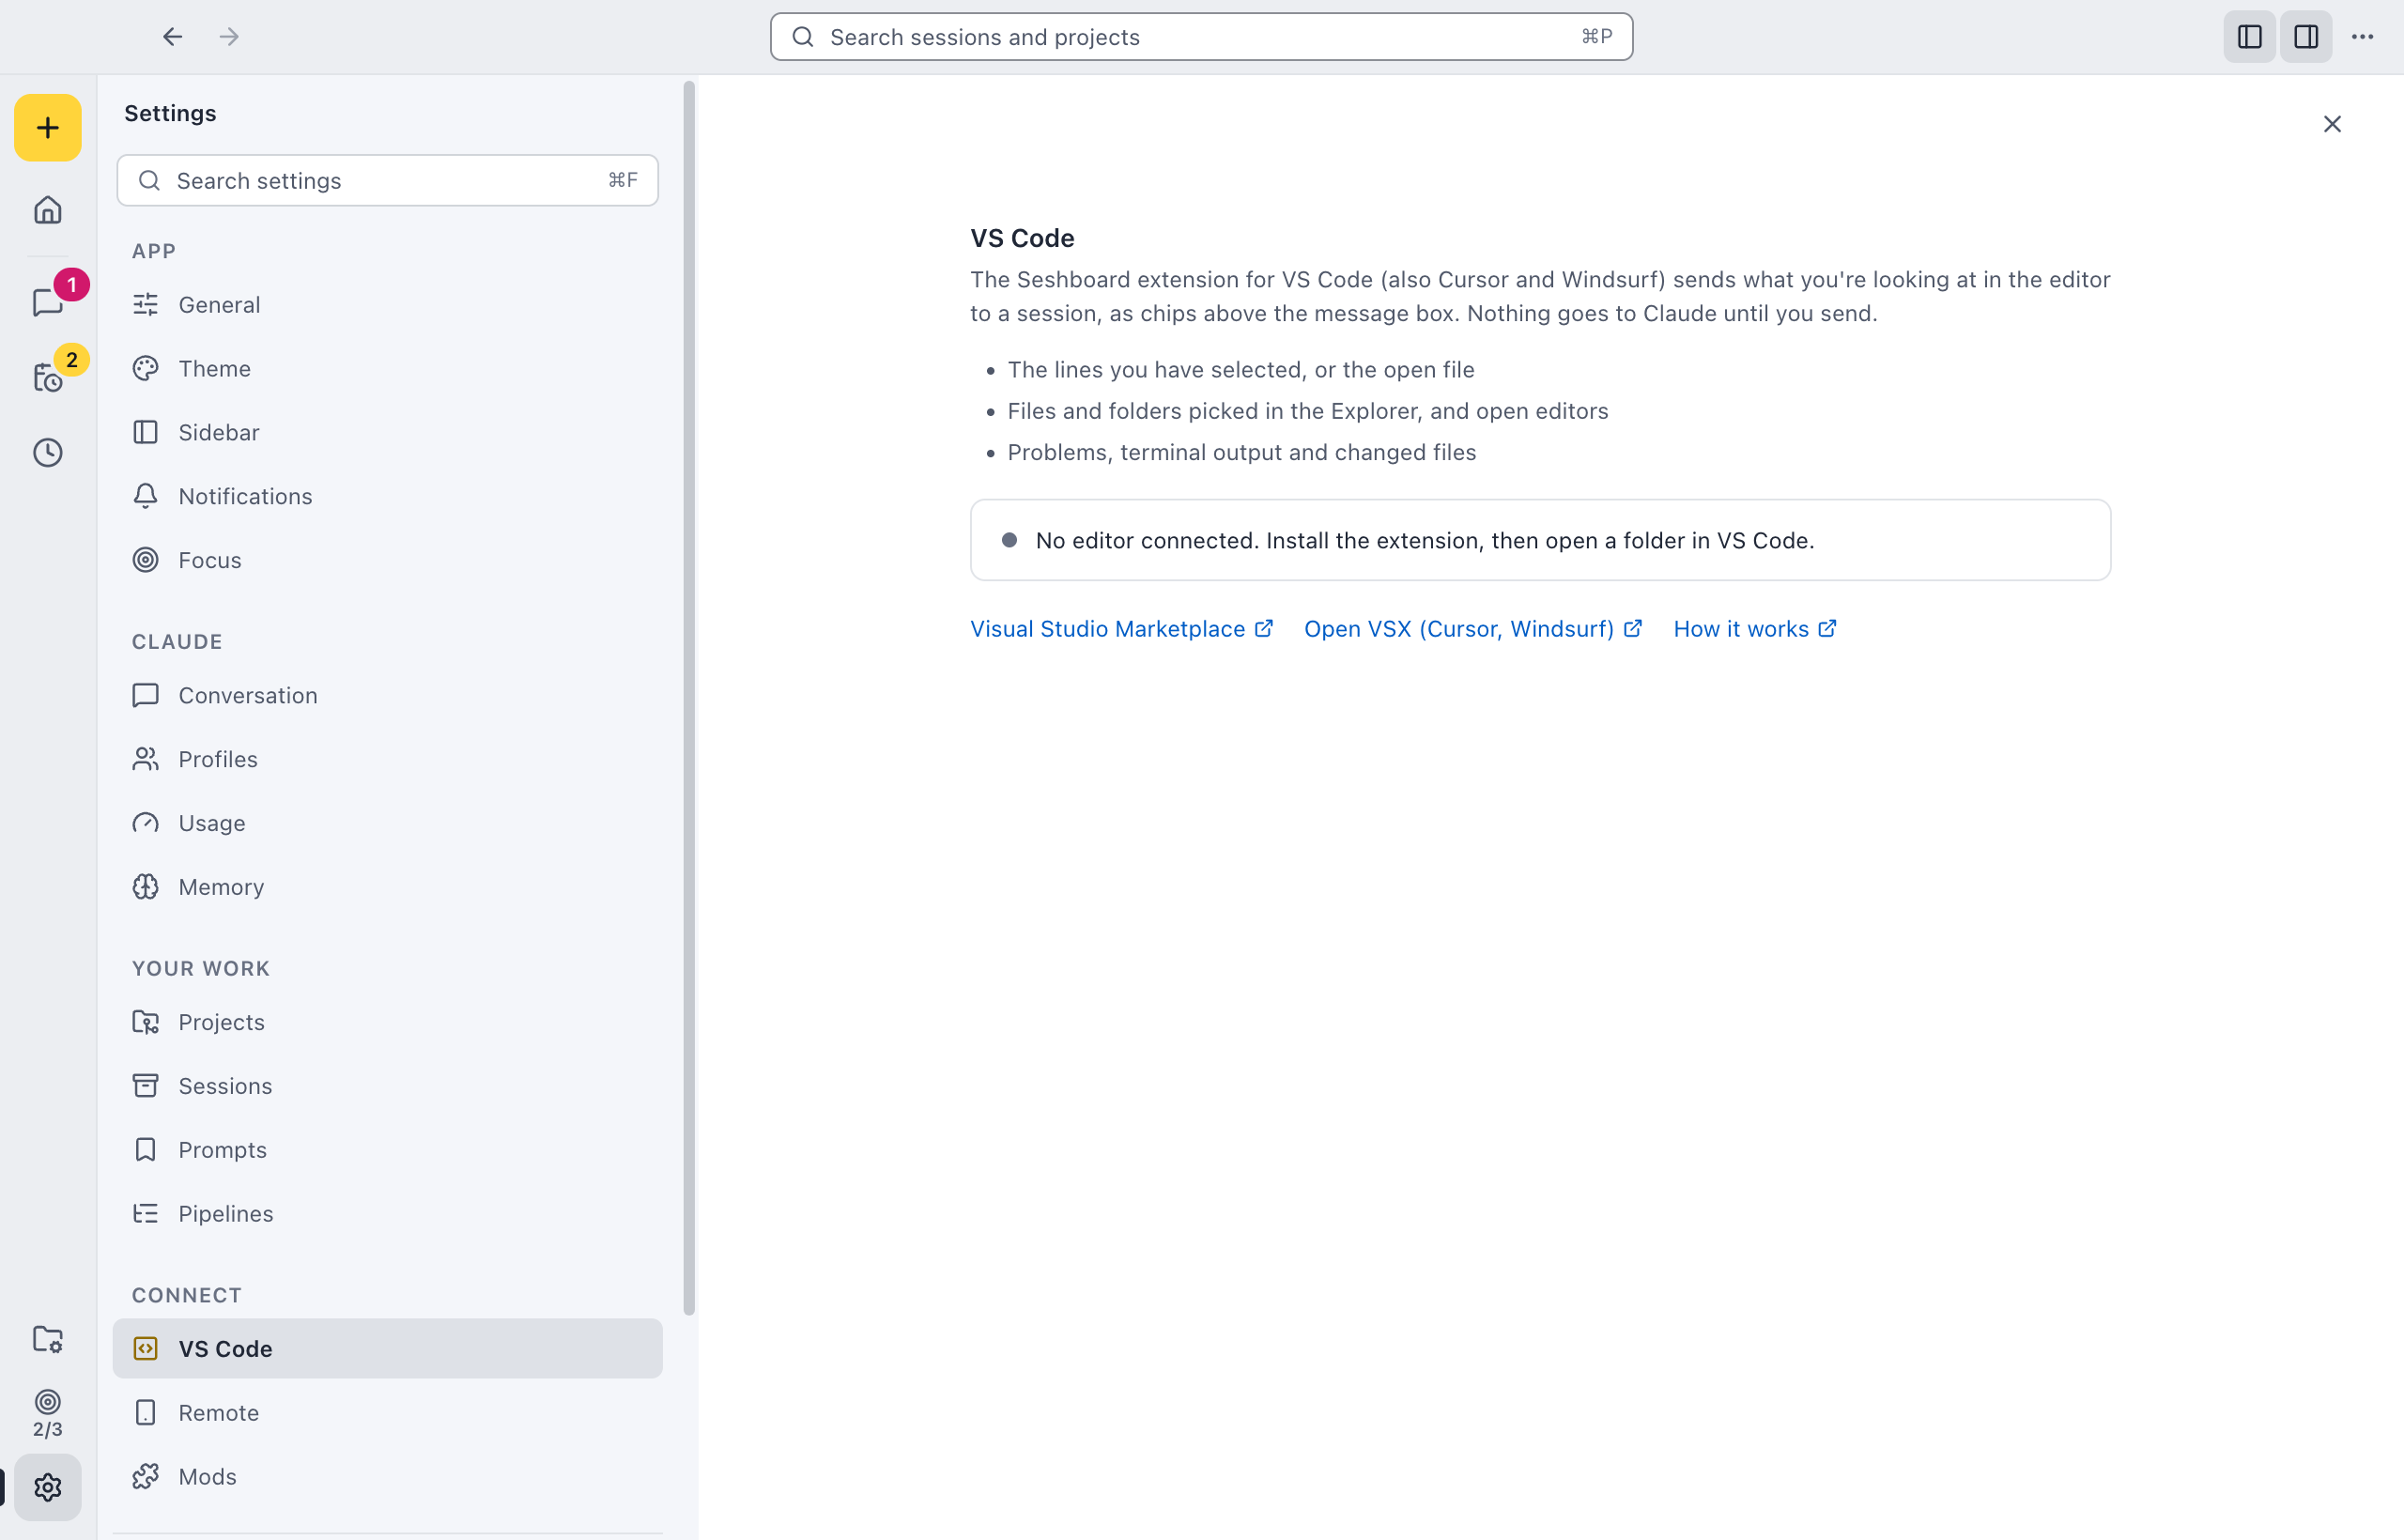 Search sessions and projects ⌘P
Settings
Search settings ⌘F
APP
General
Theme
Sidebar
Notifications
Focus
CLAUDE
Conversation
Profiles
Usage
Memory
YOUR WORK
Projects
Sessions
Prompts
Pipelines
CONNECT
VS Code
Remote
Mods
1
2
2/3
VS Code
The Seshboard extension for VS Code (also Cursor and Windsurf) sends what you're looking at in the editor
to a session, as chips above the message box. Nothing goes to Claude until you send.
• The lines you have selected, or the open file
• Files and folders picked in the Explorer, and open editors
• Problems, terminal output and changed files
No editor connected. Install the extension, then open a folder in VS Code.
Visual Studio Marketplace Open VSX (Cursor, Windsurf) How it works